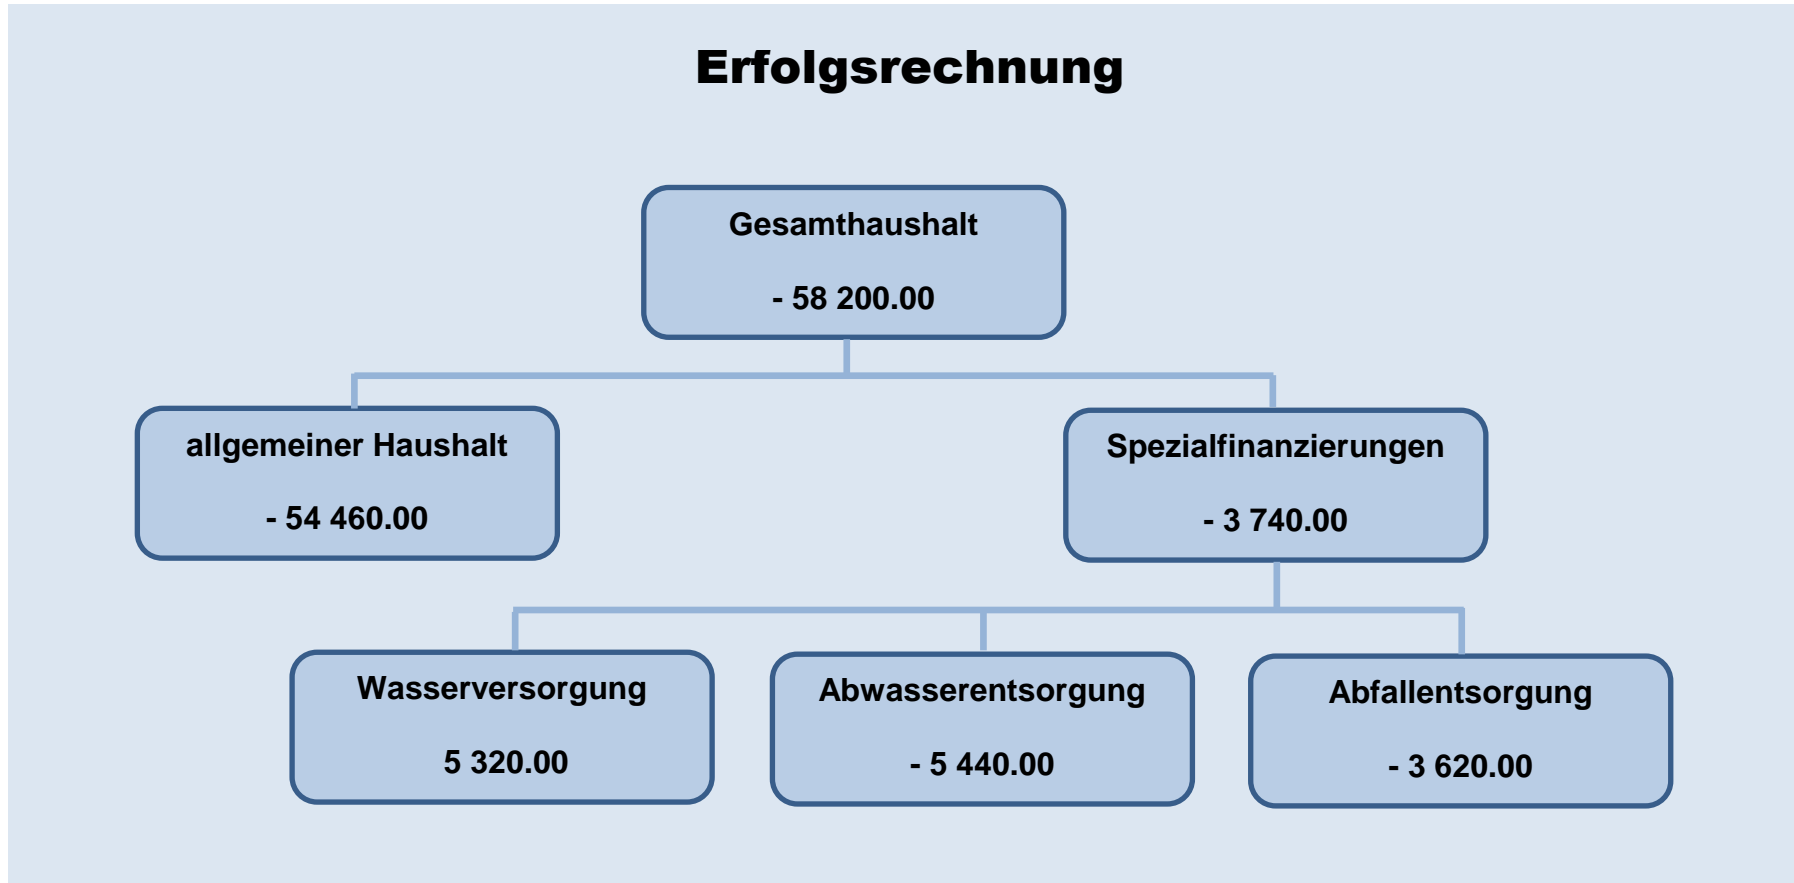 Erfolgsrechnung
Gesamthaushalt
- 58 200.00
allgemeiner Haushalt
- 54 460.00
Spezialfinanzierungen
- 3 740.00
Wasserversorgung
5 320.00
Abwasserentsorgung
- 5 440.00
Abfallentsorgung
- 3 620.00